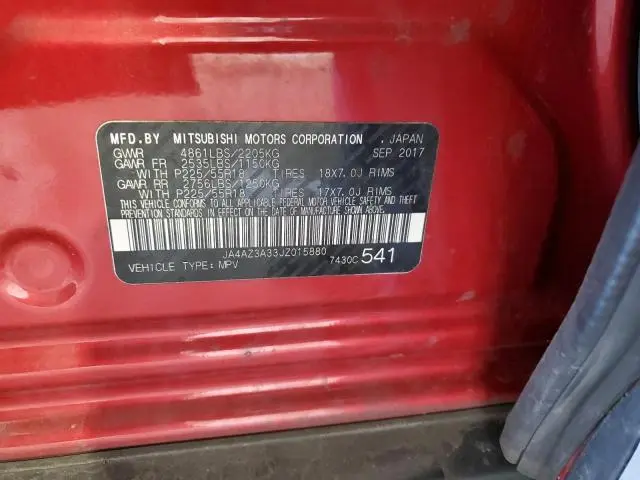 MFD.BY MITSUBISHI MOTORS CORPORATION . JAPAN
GVWR 4861LBS/2205KG SEP 2017
GAWR FR 2535LBS/1150KG
WITH P225/55R18 TIRES 18X7.0J RIMS
GAWR RR 2756LBS/1250KG
WITH P225/55R18 TIRES 17X7.0J RIMS
THIS VEHICLE CONFORMS TO ALL APPLICABLE FEDERAL MOTOR VEHICLE
SAFETY AND THEFT PREVENTION STANDARDS IN EFFECT ON THE DATE OF
MANUFACTURE SHOWN ABOVE.
JA4AZ3A33JZ015880
VEHICLE TYPE:MPV 7430C 541